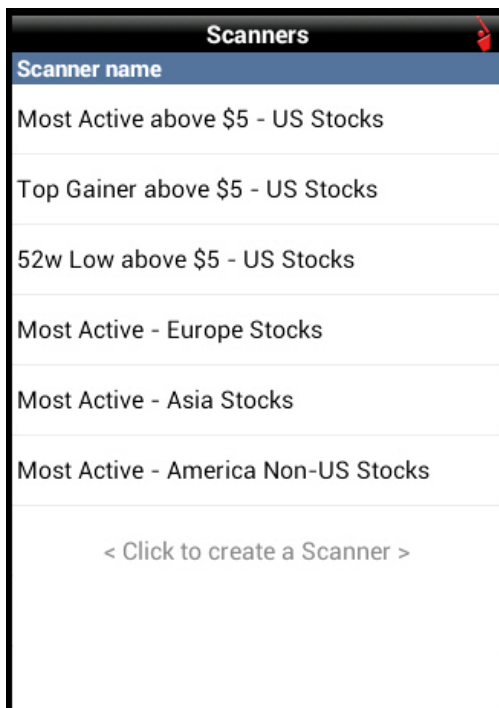 Scanners
Scanner name
Most Active above $5 - US Stocks
Top Gainer above $5 - US Stocks
52w Low above $5 - US Stocks
Most Active - Europe Stocks
Most Active - Asia Stocks
Most Active - America Non-US Stocks
< Click to create a Scanner >